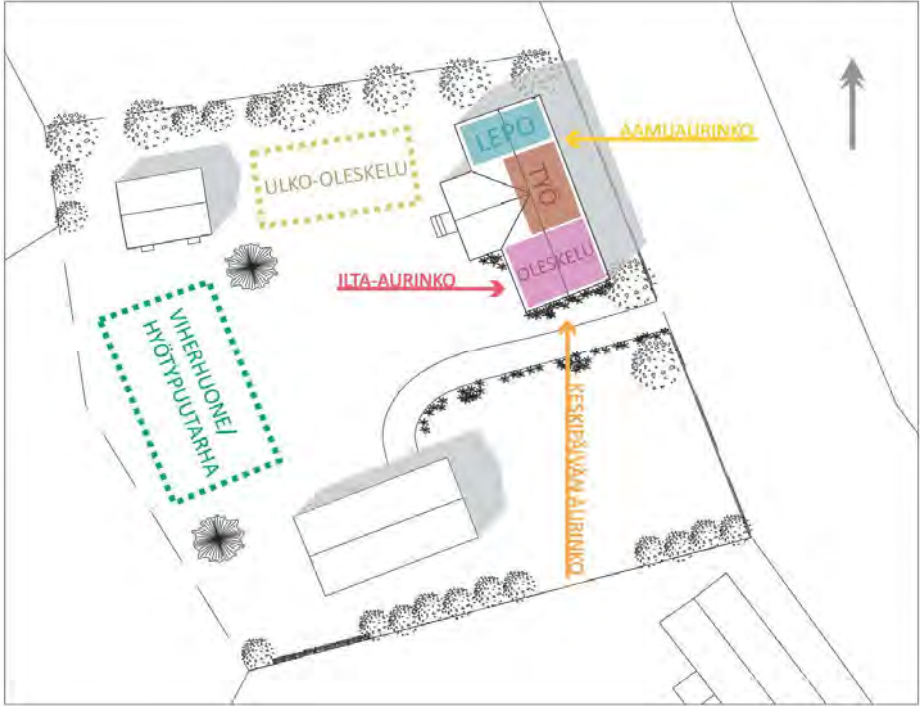 LEPO
AAMUAURINKO
ULKO-OLESKELU
TYÖ
OLESKELU
ILTA-AURINKO
VIHERHUONE/
HYÖTYPUUTARHA
KESKIPÄIVÄN AURINKO